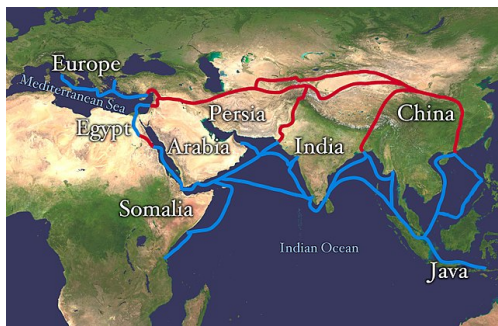 Europe
Mediterranean Sea
Egypt
Persia
China
Arabia
India
Somalia
Indian Ocean
Java